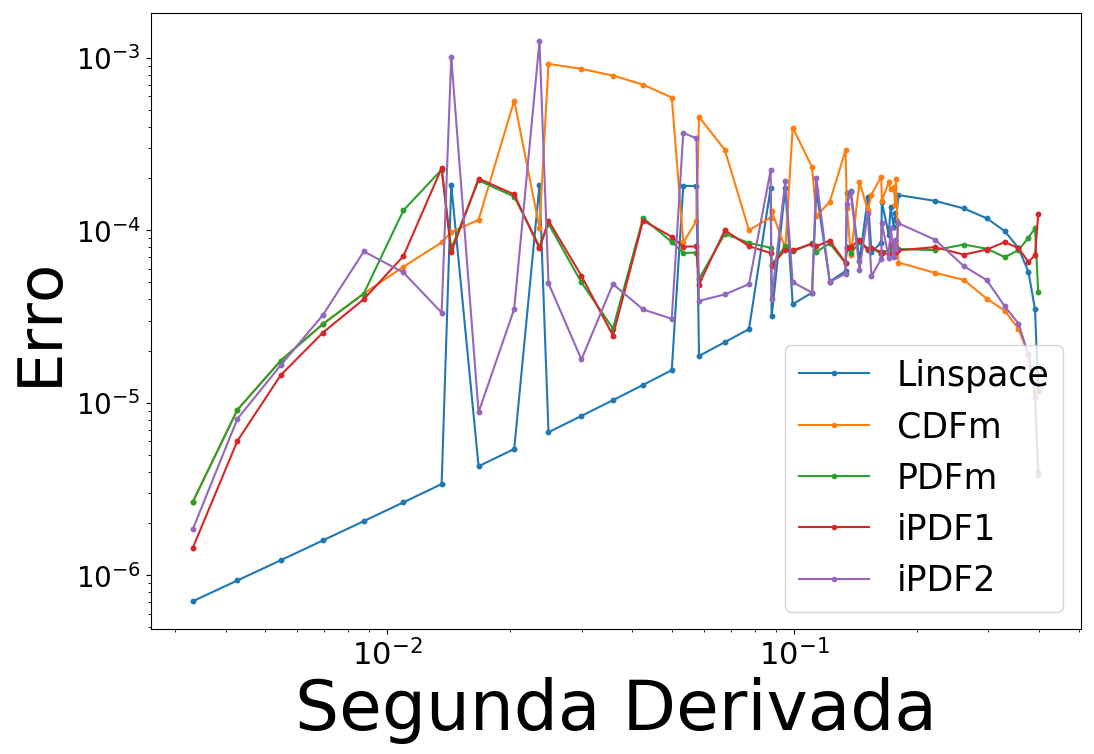 10⁻³
10⁻⁴
10⁻⁵
10⁻⁶
Erro
Linspace
CDFm
PDFm
iPDF1
iPDF2
10⁻²
10⁻¹
Segunda Derivada